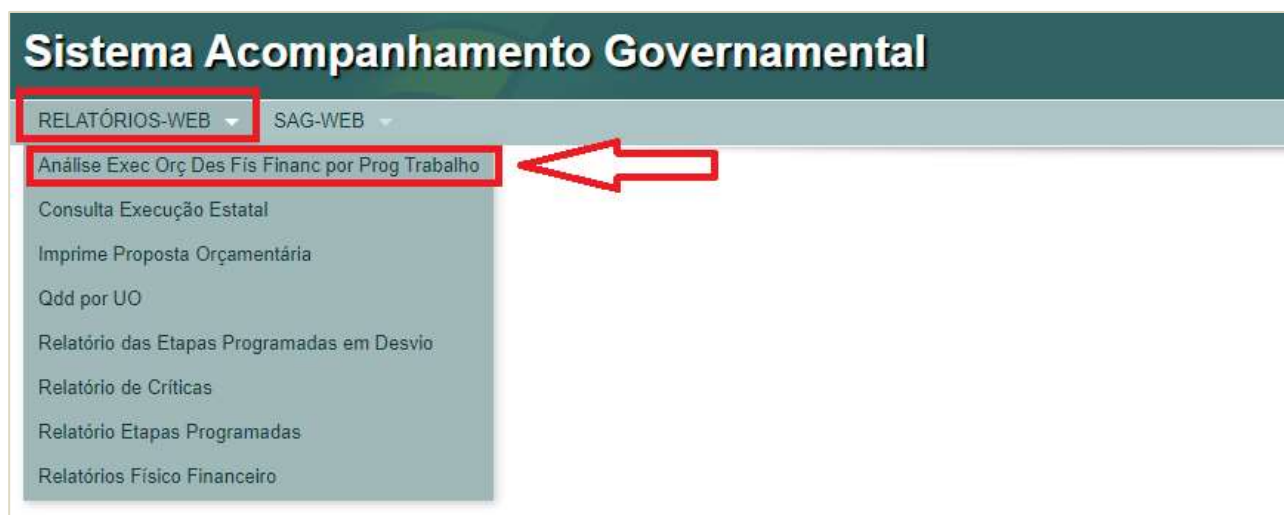 Sistema Acompanhamento Governamental
RELATÓRIOS-WEB SAG-WEB
Análise Exec Orç Des Fís Financ por Prog Trabalho
Consulta Execução Estatal
Imprime Proposta Orçamentária
Qdd por UO
Relatório das Etapas Programadas em Desvio
Relatório de Críticas
Relatório Etapas Programadas
Relatórios Físico Financeiro